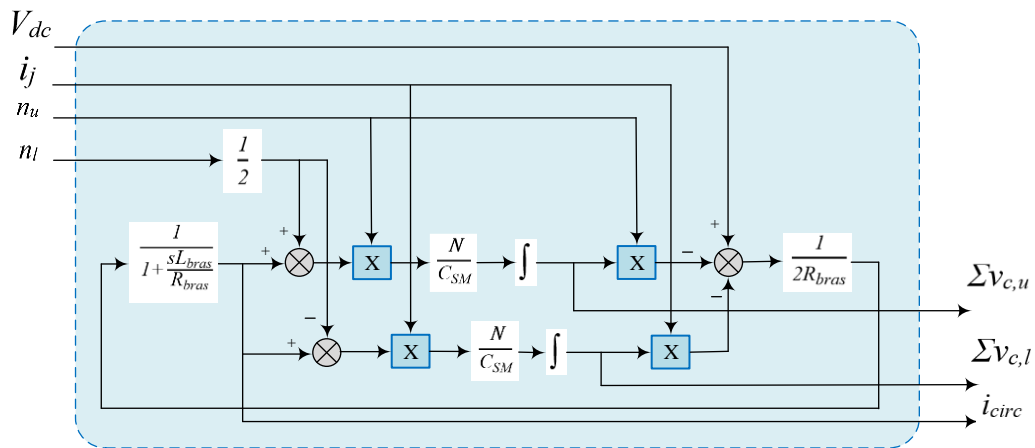 V_dc
i_j
n_u
n_l
1/2
1/(1+sL_bras/R_bras)
+
+
X
N/C_SM
∫
X
+
−
−
1/(2R_bras)
Σv_c,u
−
+
X
N/C_SM
∫
X
Σv_c,l
i_circ